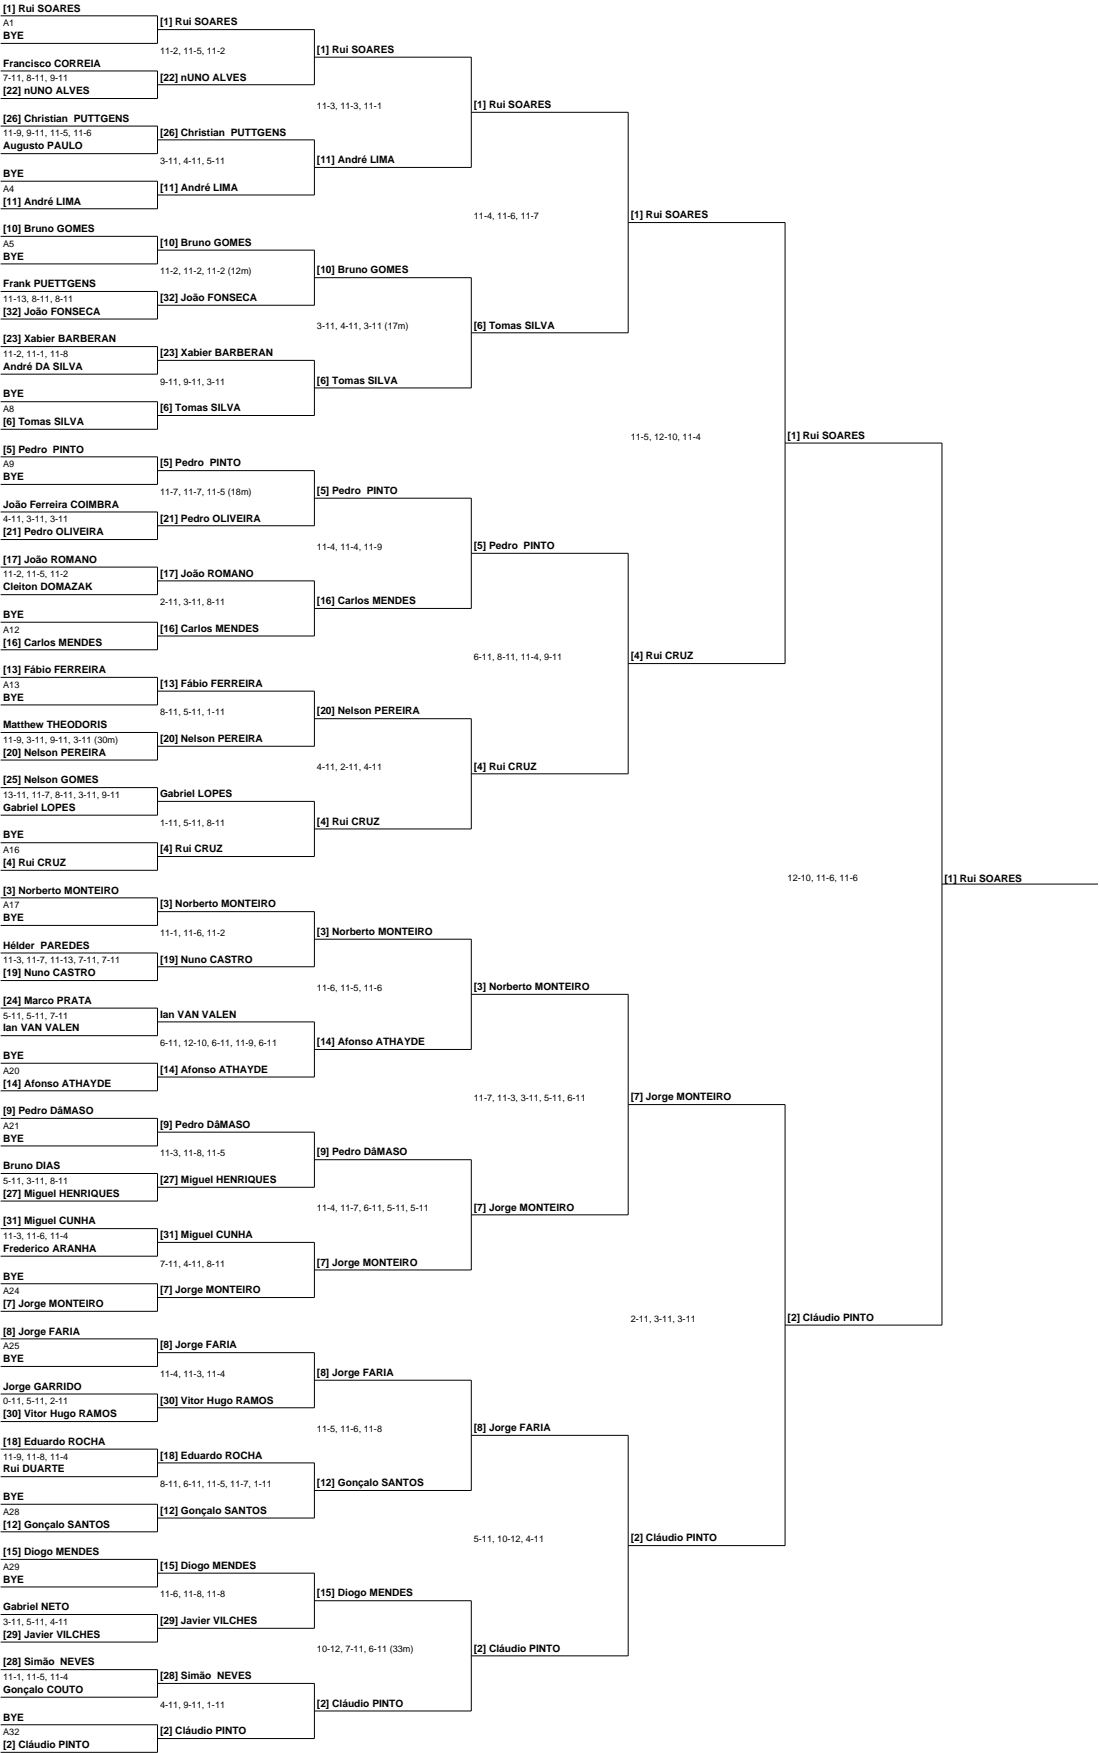 [1] Rui SOARES
A1
BYE
Francisco CORREIA
7-11, 8-11, 9-11
[22] nUNO ALVES
[26] Christian  PUTTGENS
11-9, 9-11, 11-5, 11-6
Augusto PAULO
BYE
A4
[11] André LIMA
[10] Bruno GOMES
A5
BYE
Frank PUETTGENS
11-13, 8-11, 8-11
[32] João FONSECA
[23] Xabier BARBERAN
11-2, 11-1, 11-8
André DA SILVA
BYE
A8
[6] Tomas SILVA
[5] Pedro  PINTO
A9
BYE
João Ferreira COIMBRA
4-11, 3-11, 3-11
[21] Pedro OLIVEIRA
[17] João ROMANO
11-2, 11-5, 11-2
Cleiton DOMAZAK
BYE
A12
[16] Carlos MENDES
[13] Fábio FERREIRA
A13
BYE
Matthew THEODORIS
11-9, 3-11, 9-11, 3-11 (30m)
[20] Nelson PEREIRA
[25] Nelson GOMES
13-11, 11-7, 8-11, 3-11, 9-11
Gabriel LOPES
BYE
A16
[4] Rui CRUZ
[3] Norberto MONTEIRO
A17
BYE
Hélder  PAREDES
11-3, 11-7, 11-13, 7-11, 7-11
[19] Nuno CASTRO
[24] Marco PRATA
5-11, 5-11, 7-11
Ian VAN VALEN
BYE
A20
[14] Afonso ATHAYDE
[9] Pedro DâMASO
A21
BYE
Bruno DIAS
5-11, 3-11, 8-11
[27] Miguel HENRIQUES
[31] Miguel CUNHA
11-3, 11-6, 11-4
Frederico ARANHA
BYE
A24
[7] Jorge MONTEIRO
[8] Jorge FARIA
A25
BYE
Jorge GARRIDO
0-11, 5-11, 2-11
[30] Vitor Hugo RAMOS
[18] Eduardo ROCHA
11-9, 11-8, 11-4
Rui DUARTE
BYE
A28
[12] Gonçalo SANTOS
[15] Diogo MENDES
A29
BYE
Gabriel NETO
3-11, 5-11, 4-11
[29] Javier VILCHES
[28] Simão  NEVES
11-1, 11-5, 11-4
Gonçalo COUTO
BYE
A32
[2] Cláudio PINTO
[1] Rui SOARES
11-2, 11-5, 11-2
[22] nUNO ALVES
[26] Christian  PUTTGENS
3-11, 4-11, 5-11
[11] André LIMA
[10] Bruno GOMES
11-2, 11-2, 11-2 (12m)
[32] João FONSECA
[23] Xabier BARBERAN
9-11, 9-11, 3-11
[6] Tomas SILVA
[5] Pedro  PINTO
11-7, 11-7, 11-5 (18m)
[21] Pedro OLIVEIRA
[17] João ROMANO
2-11, 3-11, 8-11
[16] Carlos MENDES
[13] Fábio FERREIRA
8-11, 5-11, 1-11
[20] Nelson PEREIRA
Gabriel LOPES
1-11, 5-11, 8-11
[4] Rui CRUZ
[3] Norberto MONTEIRO
11-1, 11-6, 11-2
[19] Nuno CASTRO
Ian VAN VALEN
6-11, 12-10, 6-11, 11-9, 6-11
[14] Afonso ATHAYDE
[9] Pedro DâMASO
11-3, 11-8, 11-5
[27] Miguel HENRIQUES
[31] Miguel CUNHA
7-11, 4-11, 8-11
[7] Jorge MONTEIRO
[8] Jorge FARIA
11-4, 11-3, 11-4
[30] Vitor Hugo RAMOS
[18] Eduardo ROCHA
8-11, 6-11, 11-5, 11-7, 1-11
[12] Gonçalo SANTOS
[15] Diogo MENDES
11-6, 11-8, 11-8
[29] Javier VILCHES
[28] Simão  NEVES
4-11, 9-11, 1-11
[2] Cláudio PINTO
[1] Rui SOARES
11-3, 11-3, 11-1
[11] André LIMA
[10] Bruno GOMES
3-11, 4-11, 3-11 (17m)
[6] Tomas SILVA
[5] Pedro  PINTO
11-4, 11-4, 11-9
[16] Carlos MENDES
[20] Nelson PEREIRA
4-11, 2-11, 4-11
[4] Rui CRUZ
[3] Norberto MONTEIRO
11-6, 11-5, 11-6
[14] Afonso ATHAYDE
[9] Pedro DâMASO
11-4, 11-7, 6-11, 5-11, 5-11
[7] Jorge MONTEIRO
[8] Jorge FARIA
11-5, 11-6, 11-8
[12] Gonçalo SANTOS
[15] Diogo MENDES
10-12, 7-11, 6-11 (33m)
[2] Cláudio PINTO
[1] Rui SOARES
11-4, 11-6, 11-7
[6] Tomas SILVA
[5] Pedro  PINTO
6-11, 8-11, 11-4, 9-11
[4] Rui CRUZ
[3] Norberto MONTEIRO
11-7, 11-3, 3-11, 5-11, 6-11
[7] Jorge MONTEIRO
[8] Jorge FARIA
5-11, 10-12, 4-11
[2] Cláudio PINTO
[1] Rui SOARES
11-5, 12-10, 11-4
[4] Rui CRUZ
[7] Jorge MONTEIRO
2-11, 3-11, 3-11
[2] Cláudio PINTO
[1] Rui SOARES
12-10, 11-6, 11-6
[2] Cláudio PINTO
[1] Rui SOARES